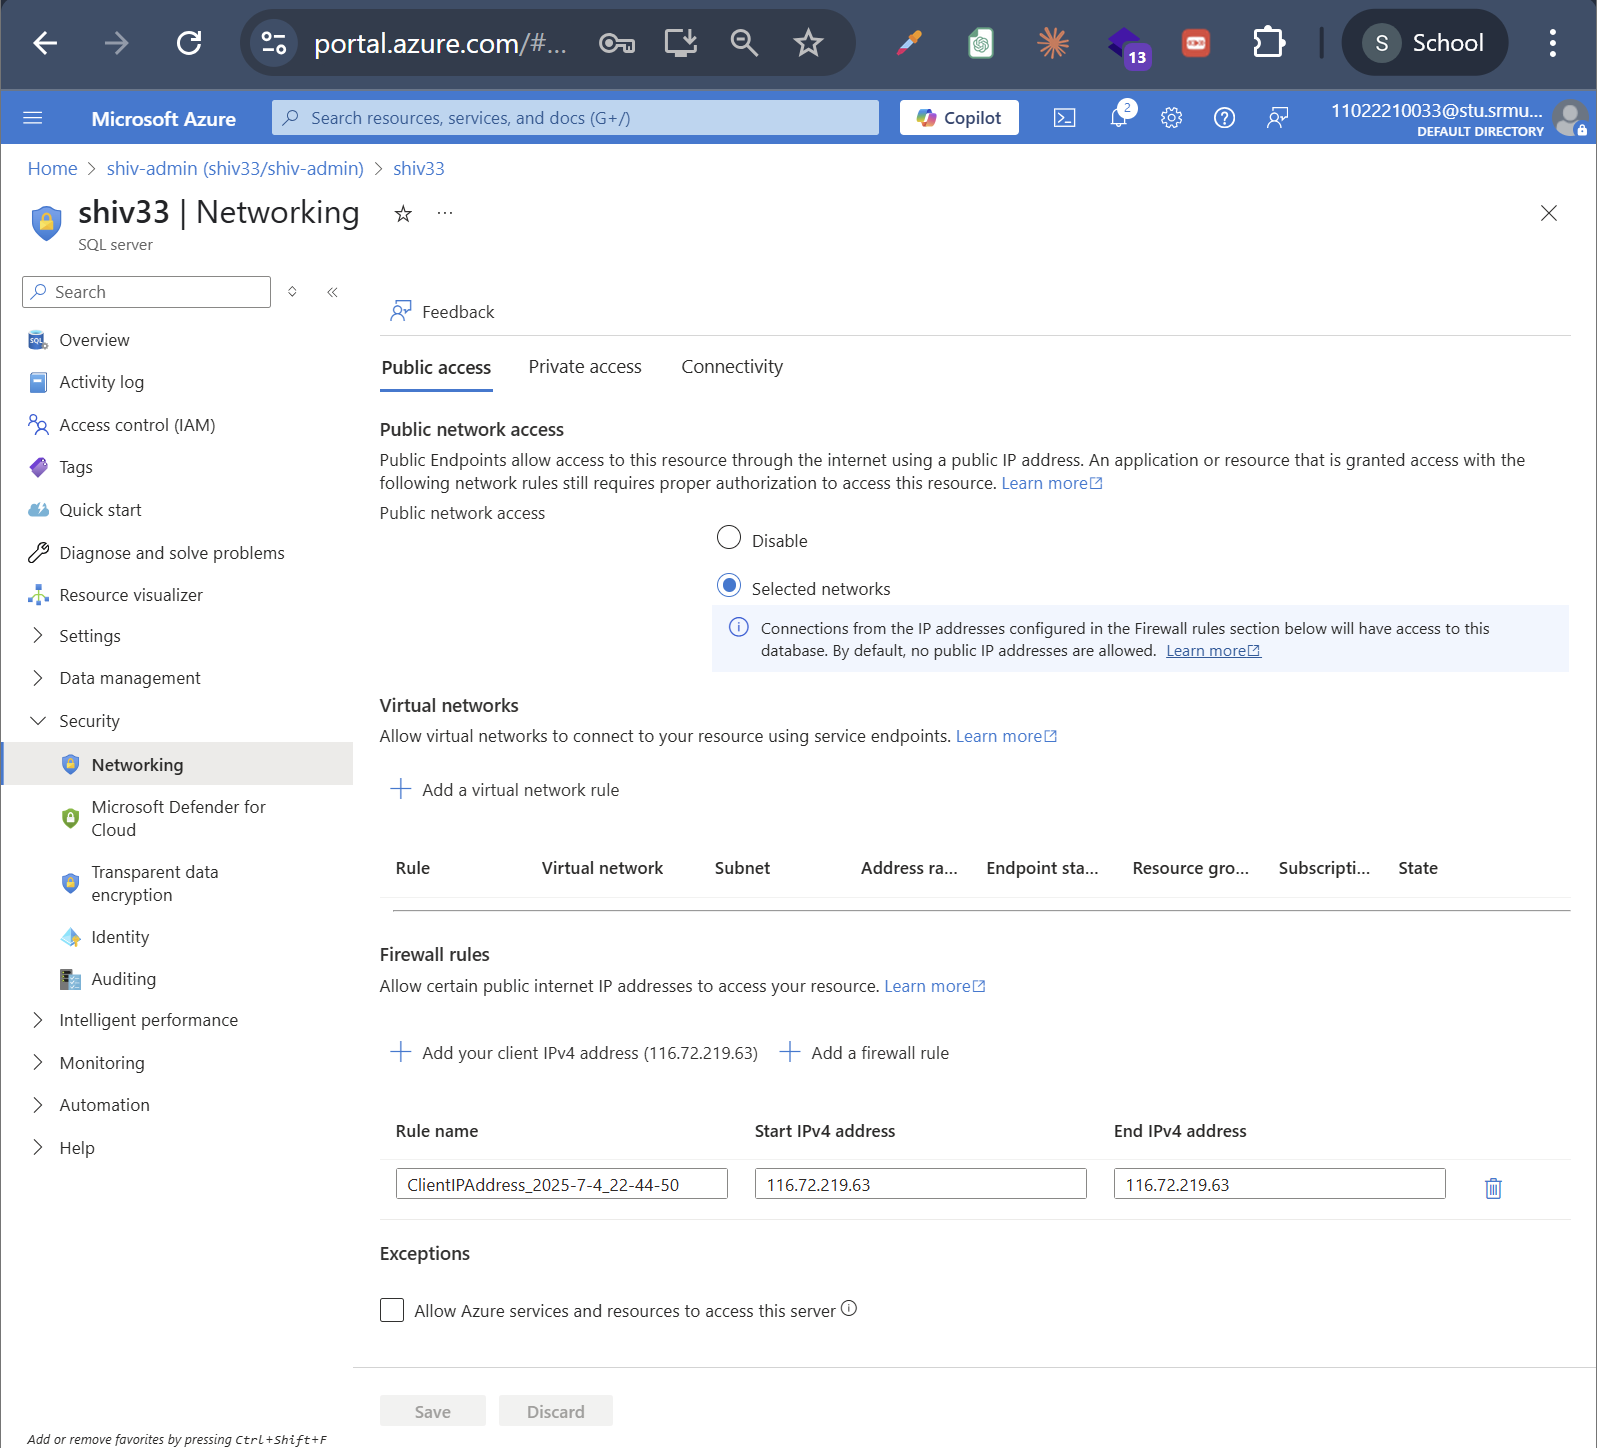 portal.azure.com/#...
13
S
School
Microsoft Azure
Search resources, services, and docs (G+/)
Copilot
2
11022210033@stu.srmu...
DEFAULT DIRECTORY
Home > shiv-admin (shiv33/shiv-admin) > shiv33
shiv33 | Networking
...
SQL server
Search
Overview
Activity log
Access control (IAM)
Tags
Quick start
Diagnose and solve problems
Resource visualizer
Settings
Data management
Security
Networking
Microsoft Defender for
Cloud
Transparent data
encryption
Identity
Auditing
Intelligent performance
Monitoring
Automation
Help
Add or remove favorites by pressing Ctrl+Shift+F
Feedback
Public access
Private access
Connectivity
Public network access
Public Endpoints allow access to this resource through the internet using a public IP address. An application or resource that is granted access with the
following network rules still requires proper authorization to access this resource. Learn more
Public network access
Disable
Selected networks
Connections from the IP addresses configured in the Firewall rules section below will have access to this
database. By default, no public IP addresses are allowed. Learn more
Virtual networks
Allow virtual networks to connect to your resource using service endpoints. Learn more
+ Add a virtual network rule
Rule Virtual network Subnet Address ra... Endpoint sta... Resource gro... Subscripti... State
Firewall rules
Allow certain public internet IP addresses to access your resource. Learn more
+ Add your client IPv4 address (116.72.219.63) + Add a firewall rule
Rule name Start IPv4 address End IPv4 address
ClientIPAddress_2025-7-4_22-44-50 116.72.219.63 116.72.219.63
Exceptions
Allow Azure services and resources to access this server
Save
Discard